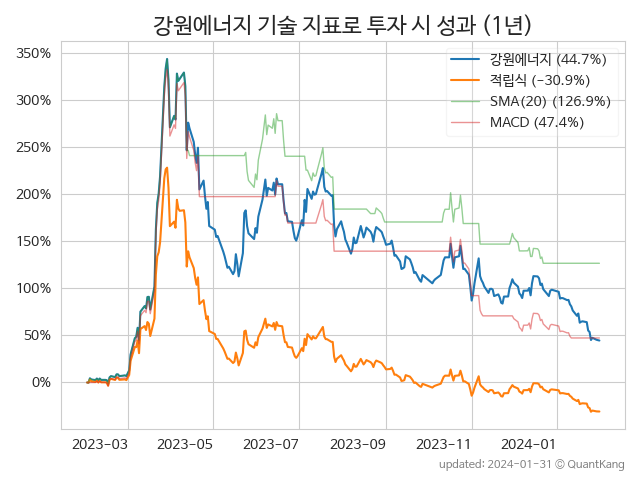 강원에너지 기술 지표로 투자 시 성과 (1년)
강원에너지 (44.7%)
적립식 (−30.9%)
SMA(20) (126.9%)
MACD (47.4%)
350%
300%
250%
200%
150%
100%
50%
0%
2023-03 2023-05 2023-07 2023-09 2023-11 2024-01
updated: 2024-01-31 © QuantKang